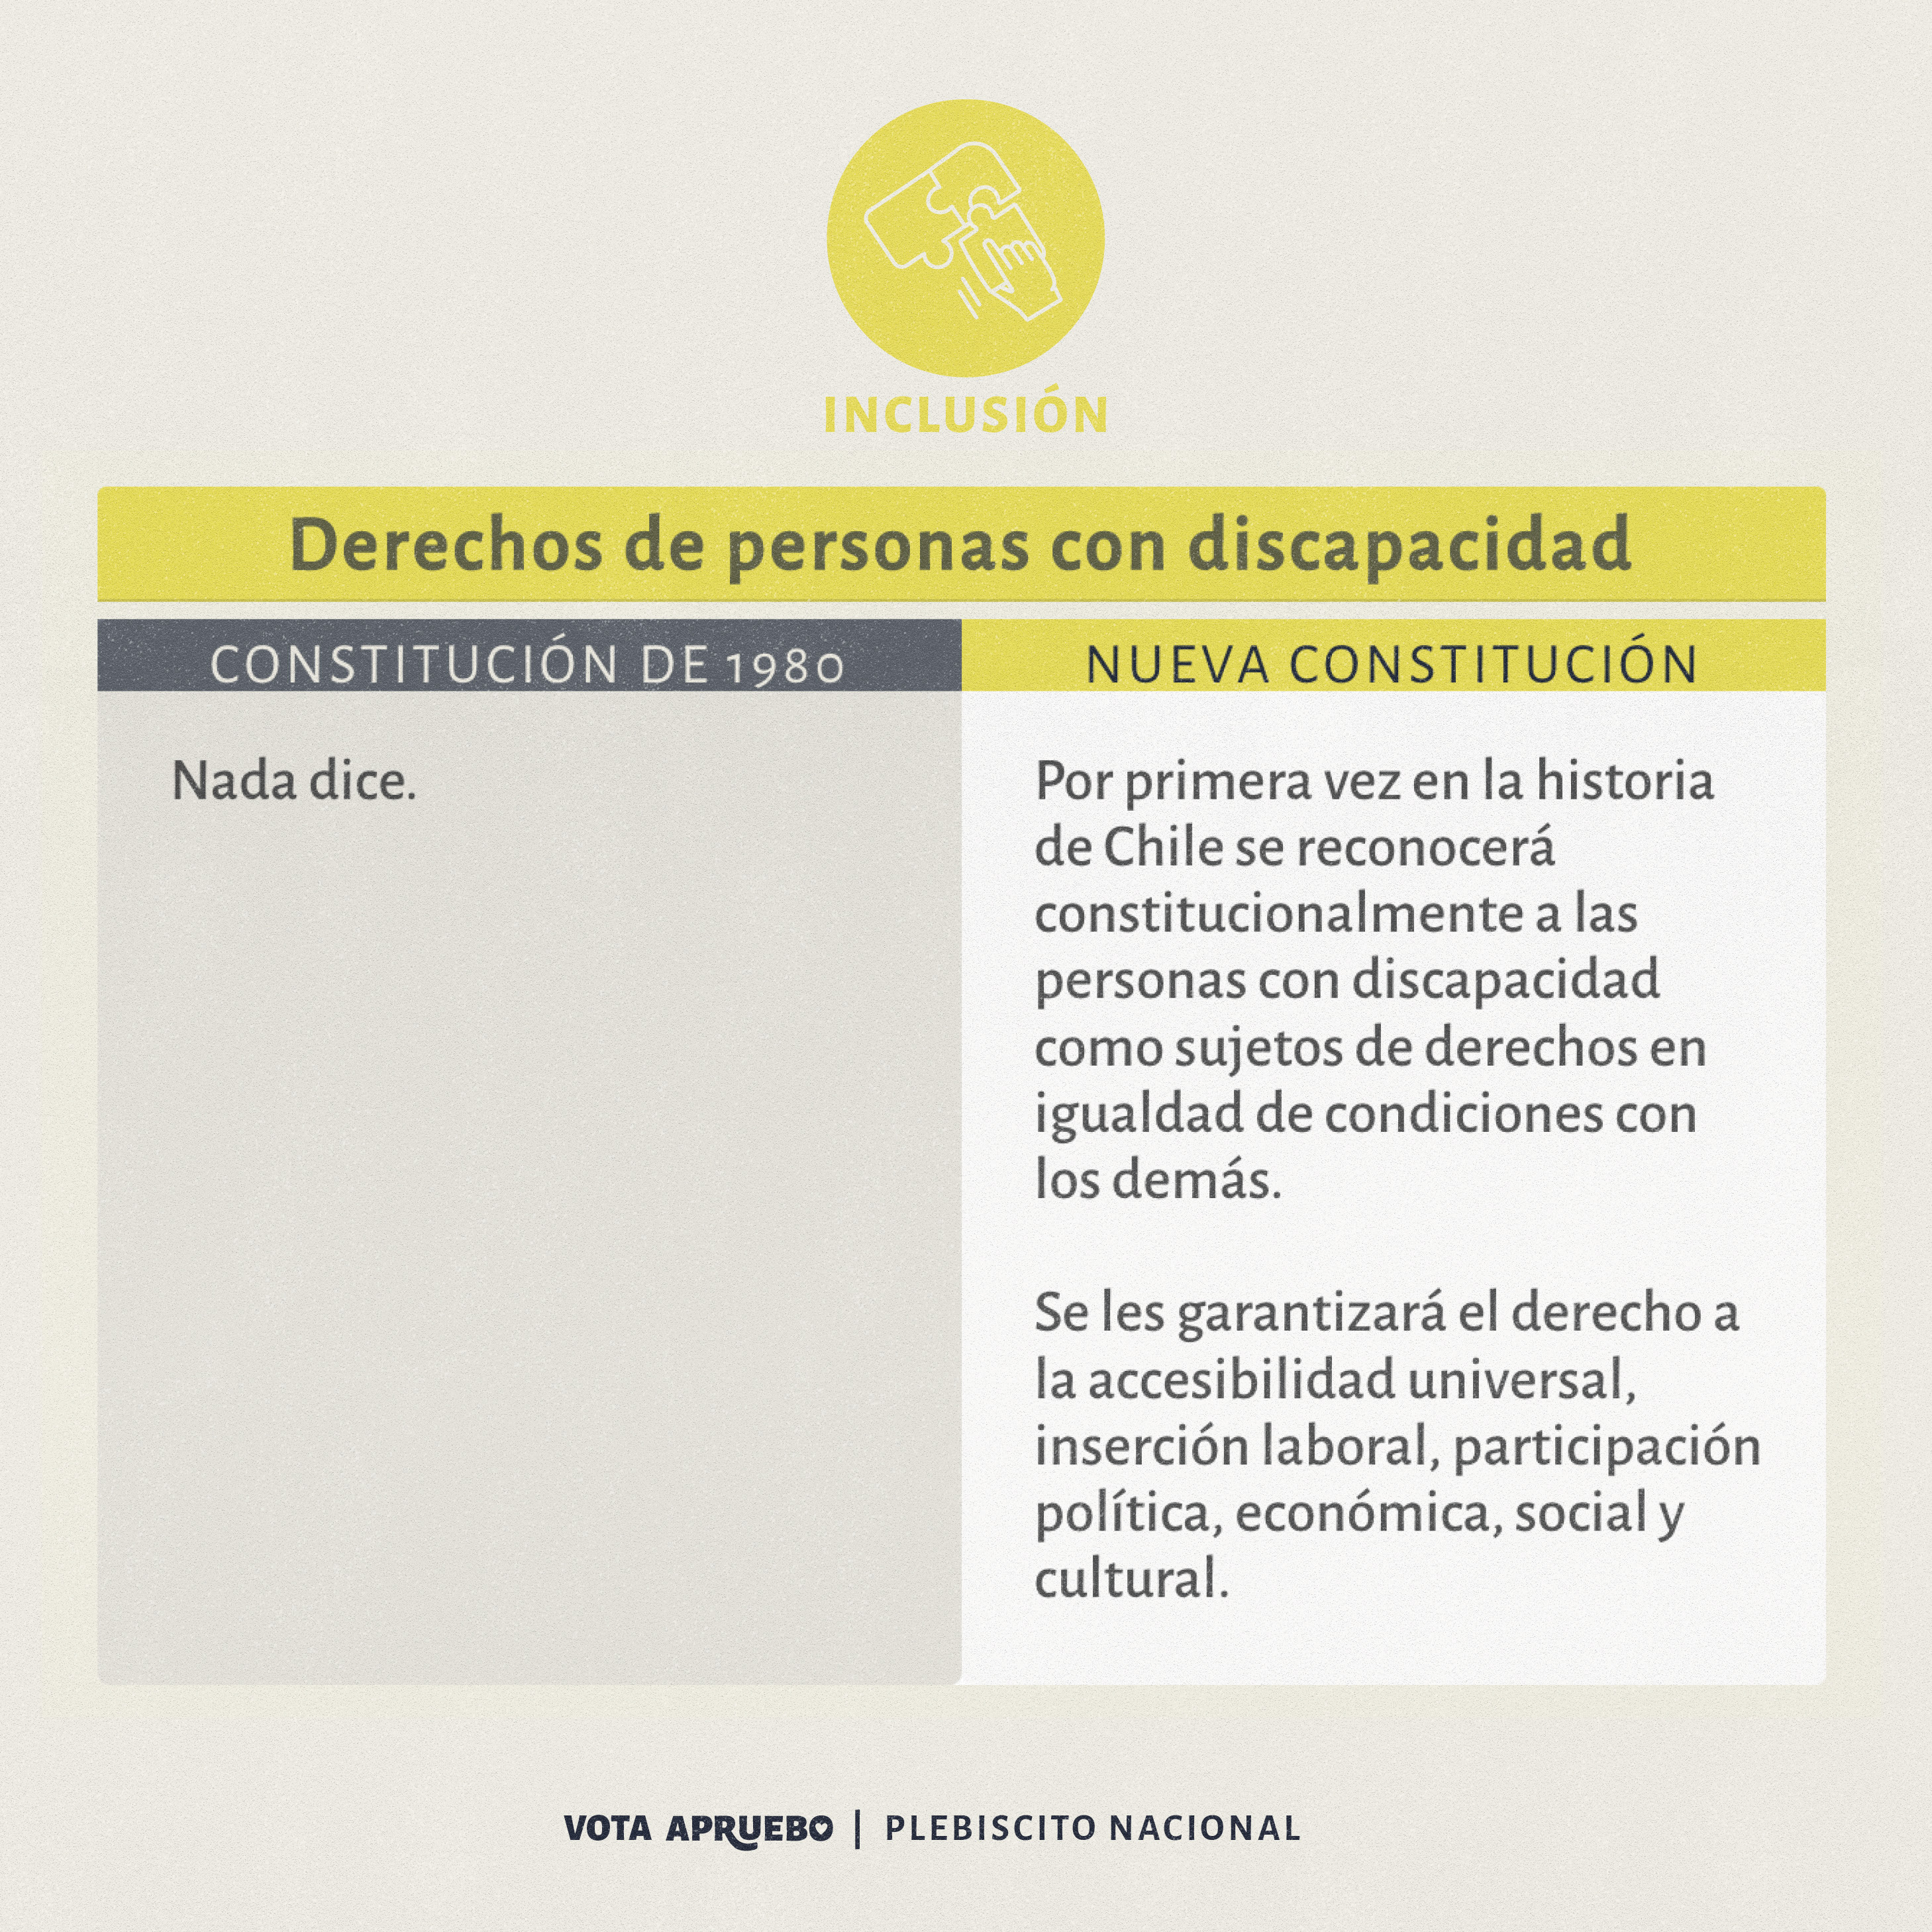 INCLUSIÓN
Derechos de personas con discapacidad
CONSTITUCIÓN DE 1980
Nada dice.
NUEVA CONSTITUCIÓN
Por primera vez en la historia
de Chile se reconocerá
constitucionalmente a las
personas con discapacidad
como sujetos de derechos en
igualdad de condiciones con
los demás.
Se les garantizará el derecho a
la accesibilidad universal,
inserción laboral, participación
política, económica, social y
cultural.
VOTA APRUEBO | PLEBISCITO NACIONAL